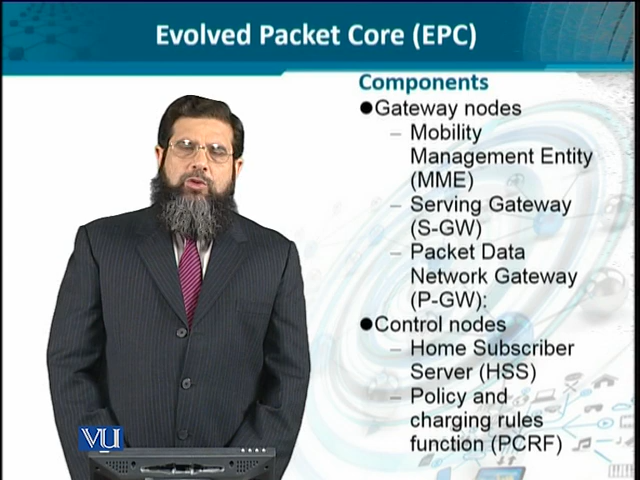 Evolved Packet Core (EPC)
Components
●Gateway nodes
– Mobility
Management Entity
(MME)
– Serving Gateway
(S-GW)
– Packet Data
Network Gateway
(P-GW):
●Control nodes
– Home Subscriber
Server (HSS)
– Policy and
charging rules
function (PCRF)
VU